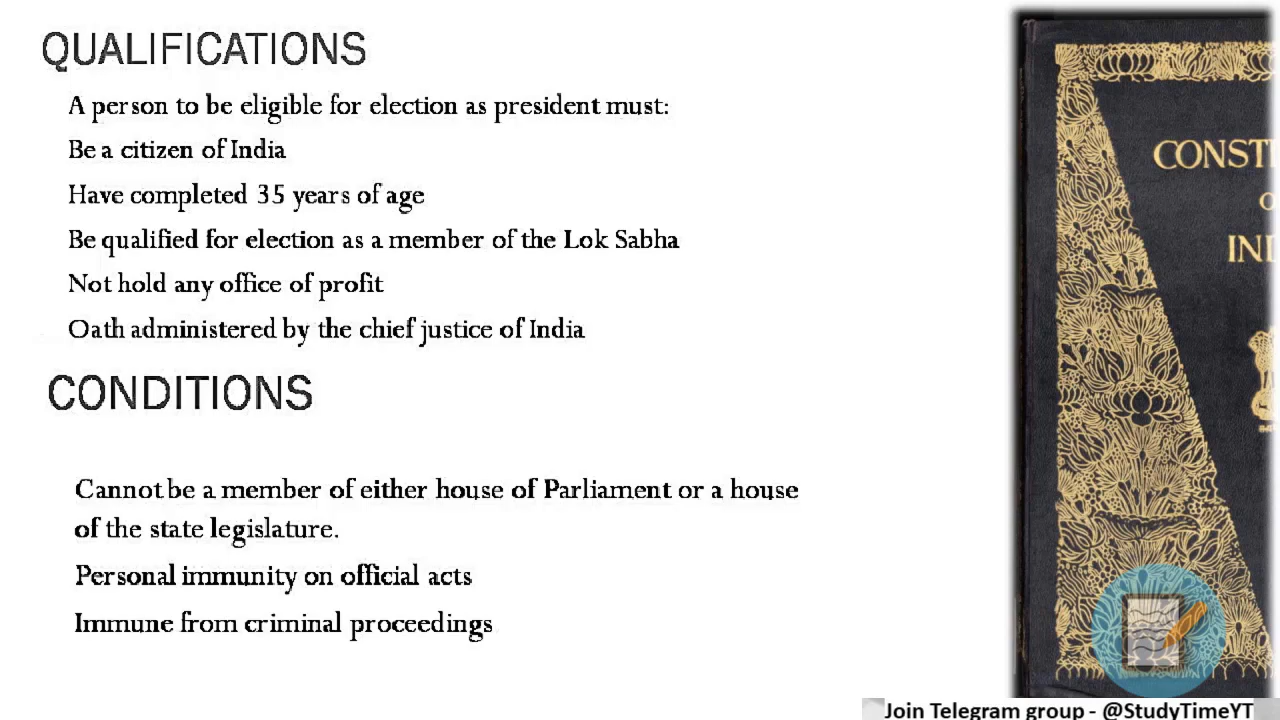 QUALIFICATIONS
A person to be eligible for election as president must:
Be a citizen of India
Have completed 35 years of age
Be qualified for election as a member of the Lok Sabha
Not hold any office of profit
Oath administered by the chief justice of India
CONDITIONS
Cannot be a member of either house of Parliament or a house
of the state legislature.
Personal immunity on official acts
Immune from criminal proceedings
CONST
O
IND
Join Telegram group - @StudyTimeYT